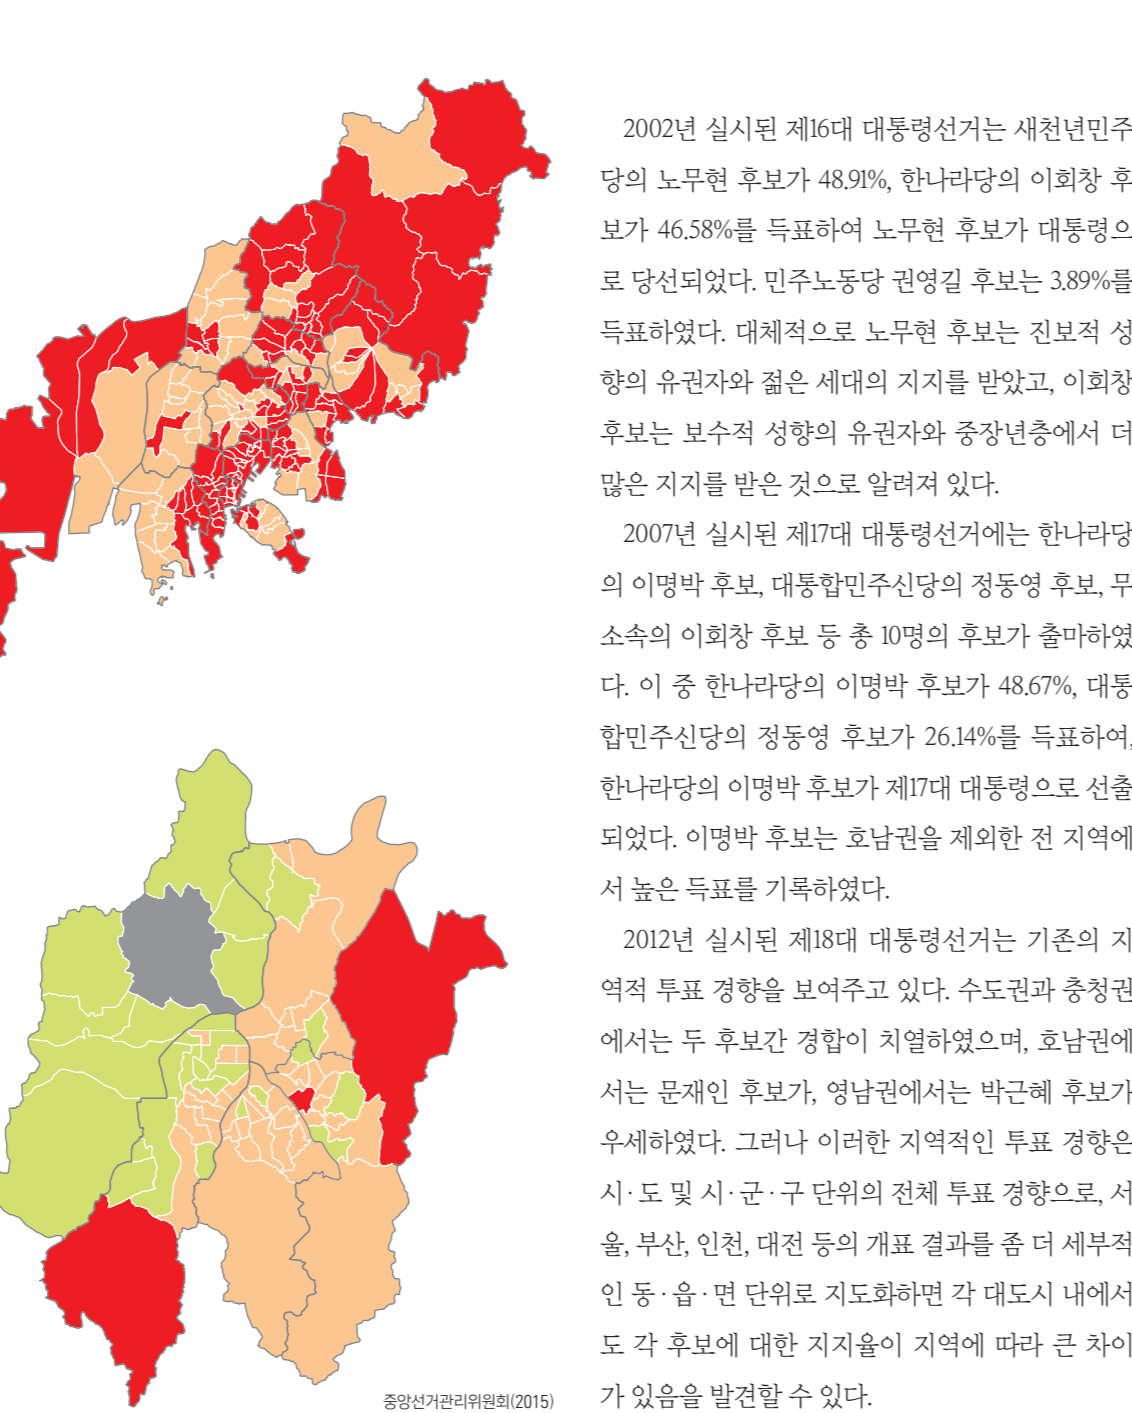 2002년 실시된 제16대 대통령선거는 새천년민주
당의 노무현 후보가 48.91%, 한나라당의 이회창 후
보가 46.58%를 득표하여 노무현 후보가 대통령으
로 당선되었다. 민주노동당 권영길 후보는 3.89%를
득표하였다. 대체적으로 노무현 후보는 진보적 성
향의 유권자와 젊은 세대의 지지를 받았고, 이회창
후보는 보수적 성향의 유권자와 중장년층에서 더
많은 지지를 받은 것으로 알려져 있다.
2007년 실시된 제17대 대통령선거에는 한나라당
의 이명박 후보, 대통합민주신당의 정동영 후보, 무
소속의 이회창 후보 등 총 10명의 후보가 출마하였
다. 이 중 한나라당의 이명박 후보가 48.67%, 대통
합민주신당의 정동영 후보가 26.14%를 득표하여,
한나라당의 이명박 후보가 제17대 대통령으로 선출
되었다. 이명박 후보는 호남권을 제외한 전 지역에
서 높은 득표를 기록하였다.
2012년 실시된 제18대 대통령선거는 기존의 지
역적 투표 경향을 보여주고 있다. 수도권과 충청권
에서는 두 후보간 경합이 치열하였으며, 호남권에
서는 문재인 후보가, 영남권에서는 박근혜 후보가
우세하였다. 그러나 이러한 지역적인 투표 경향은
시·도 및 시·군·구 단위의 전체 투표 경향으로, 서
울, 부산, 인천, 대전 등의 개표 결과를 좀 더 세부적
인 동·읍·면 단위로 지도화하면 각 대도시 내에서
도 각 후보에 대한 지지율이 지역에 따라 큰 차이
가 있음을 발견할 수 있다.
중앙선거관리위원회(2015)